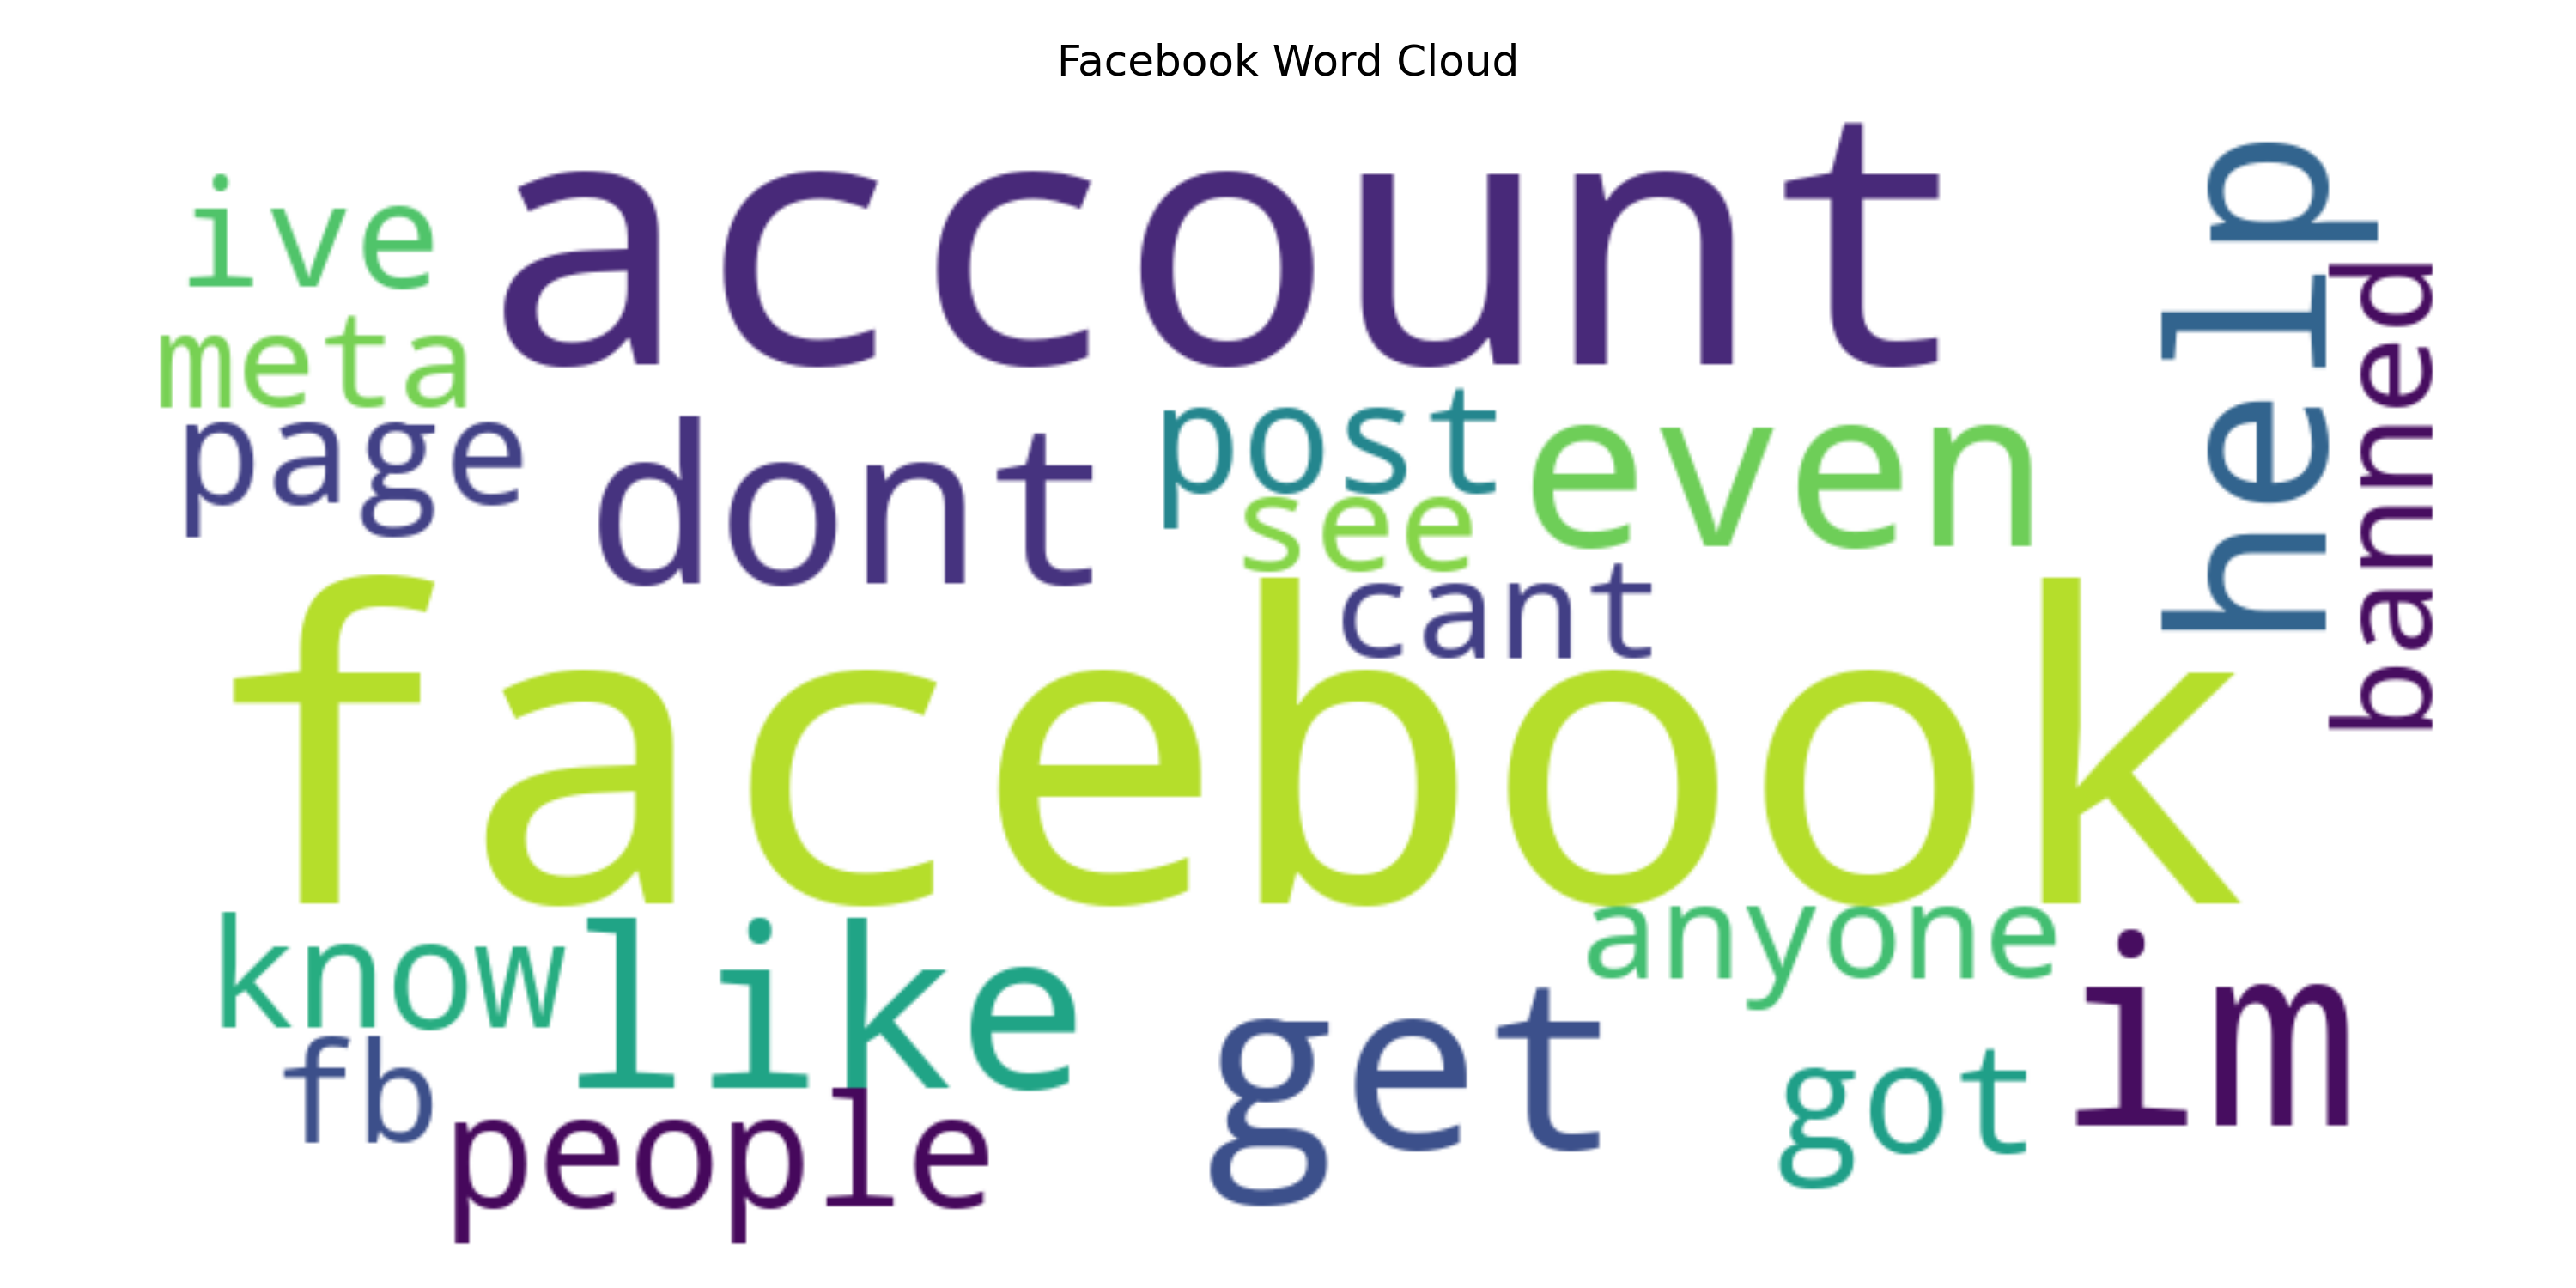 Facebook Word Cloud
ive
account
help
meta
banned
page
dont
post
even
see
cant
facebook
know
like
anyone
im
fb
people
get
got